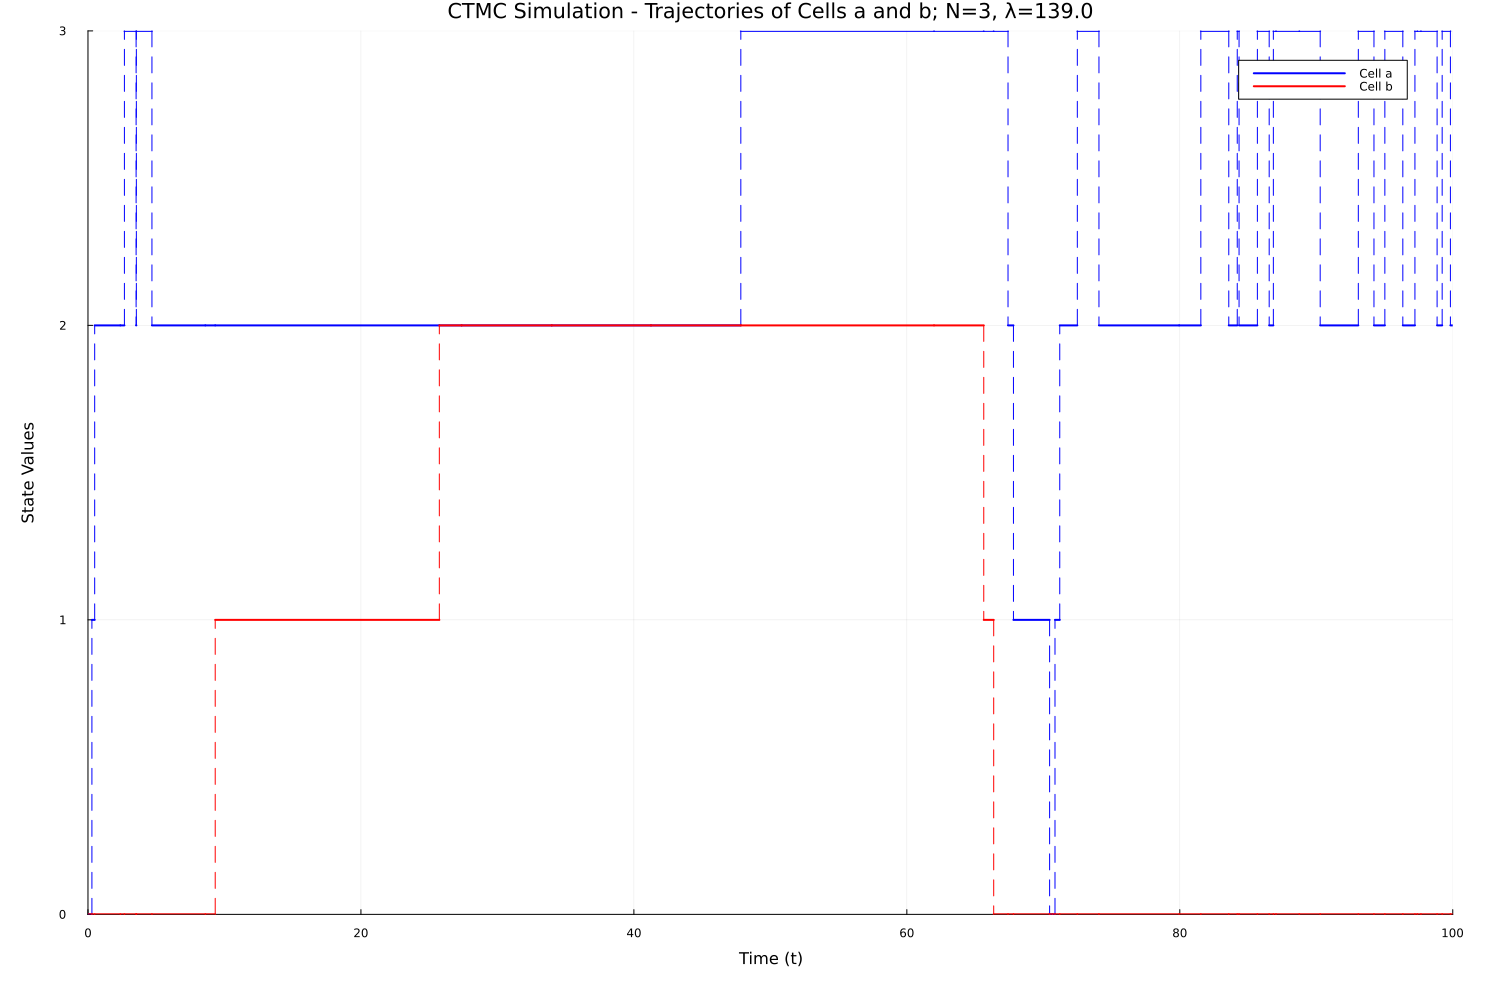 CTMC Simulation - Trajectories of Cells a and b; N=3, λ=139.0
3
Cell a
Cell b
2
State Values
1
0
0 20 40 60 80 100
Time (t)